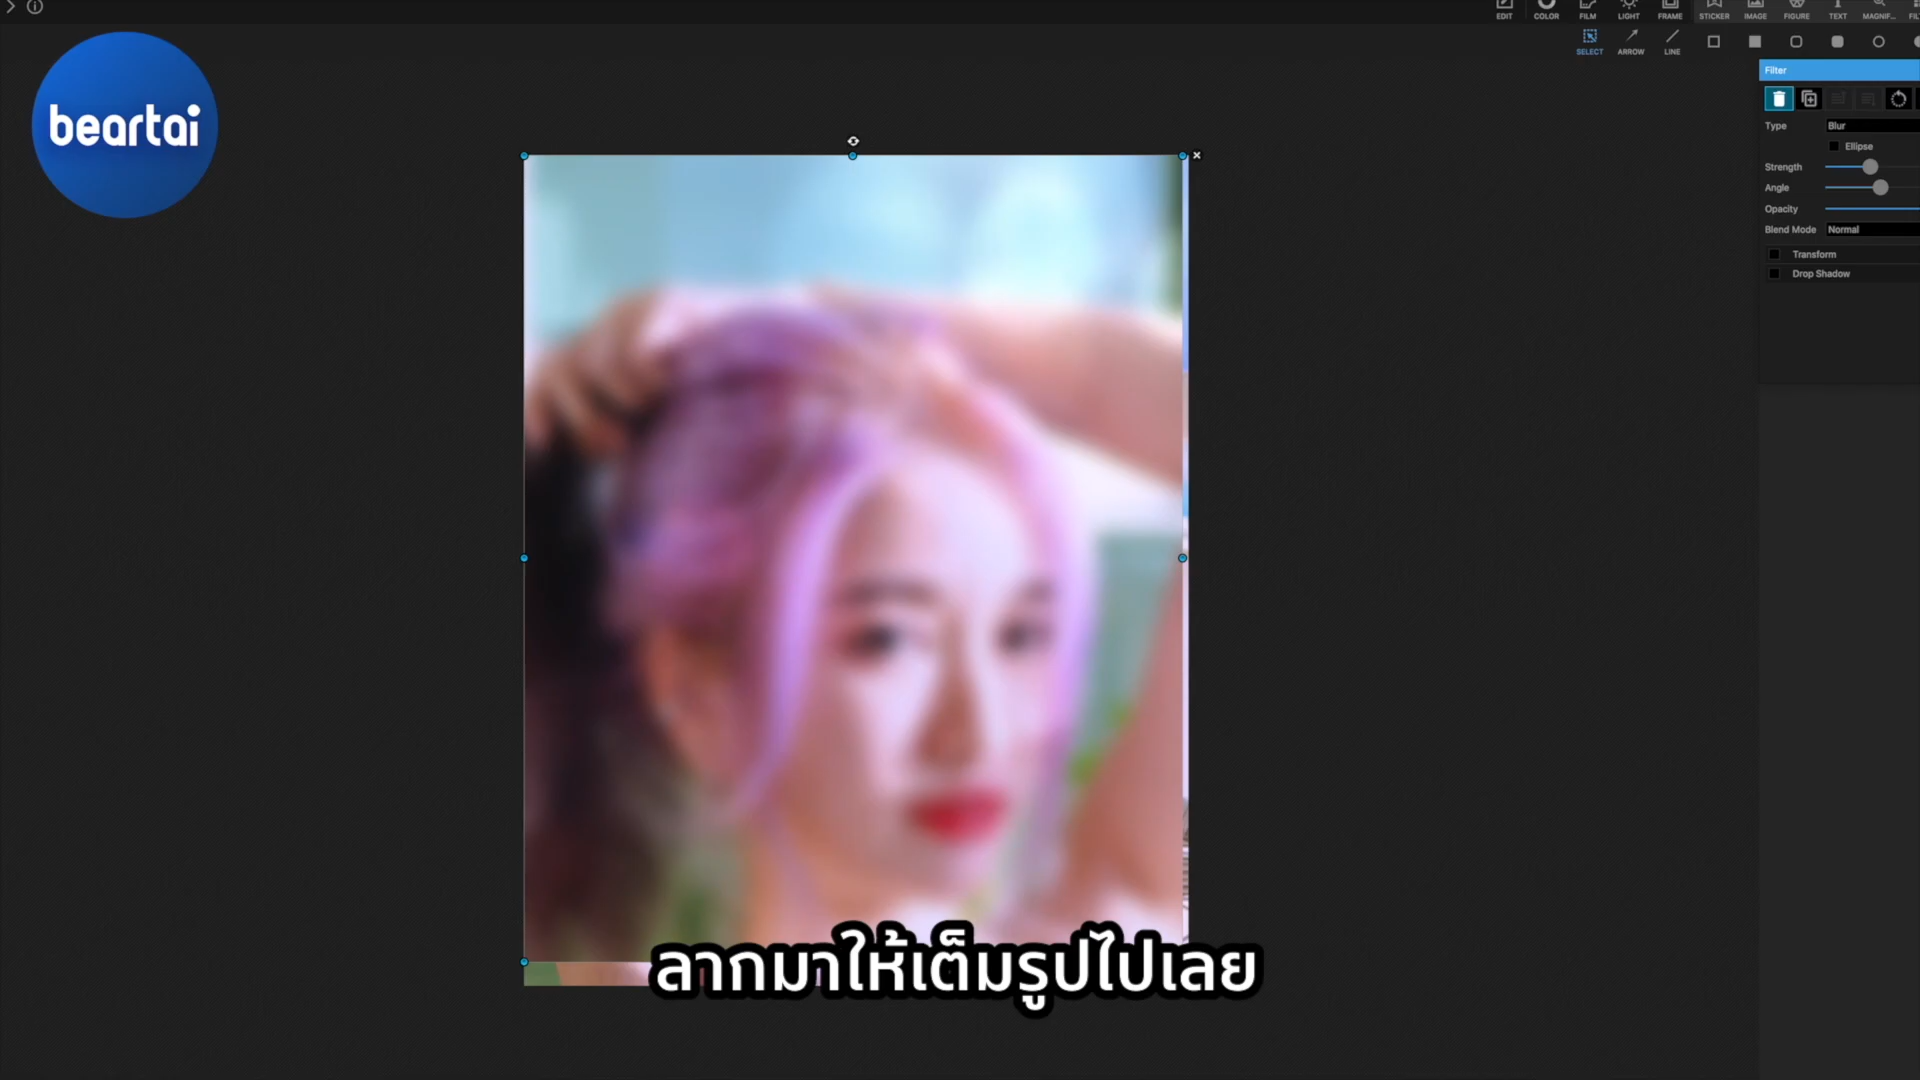 EDIT COLOR FILM LIGHT FRAME STICKER IMAGE FIGURE TEXT MAGNIF...
SELECT ARROW LINE
beartai
Filter
Type Blur
Ellipse
Strength
Angle
Opacity
Blend Mode Normal
Transform
Drop Shadow
ลากมาให้เต็มรูปไปเลย